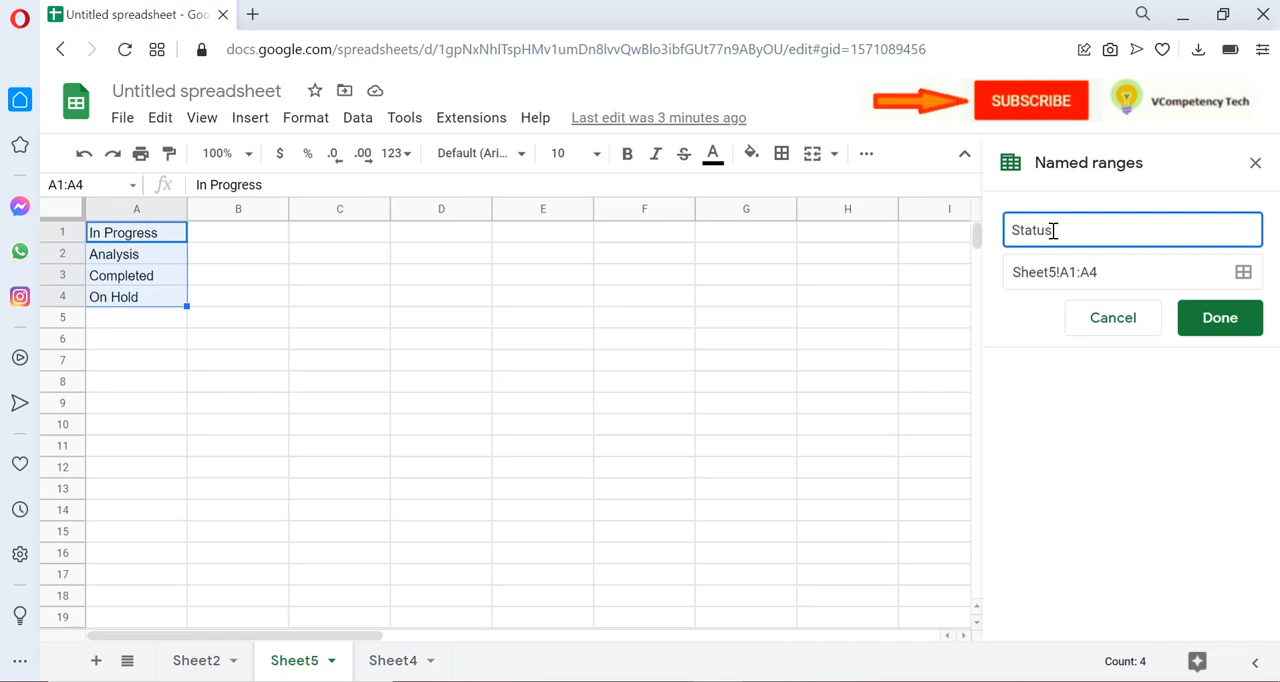 Untitled spreadsheet - Goo
docs.google.com/spreadsheets/d/1gpNxNhlTspHMv1umDn8lvvQwBlo3ibfGUt77n9AByOU/edit#gid=1571089456
Untitled spreadsheet
File Edit View Insert Format Data Tools Extensions Help Last edit was 3 minutes ago
SUBSCRIBE
VCompetency Tech
100% $ % .0 .00 123 Default (Ari... 10 B I S A
A1:A4 fx In Progress
A B C D E F G H I
1 In Progress
2 Analysis
3 Completed
4 On Hold
5
6
7
8
9
10
11
12
13
14
15
16
17
18
19
Named ranges
Status
Sheet5!A1:A4
Cancel Done
Sheet2 Sheet5 Sheet4 Count: 4